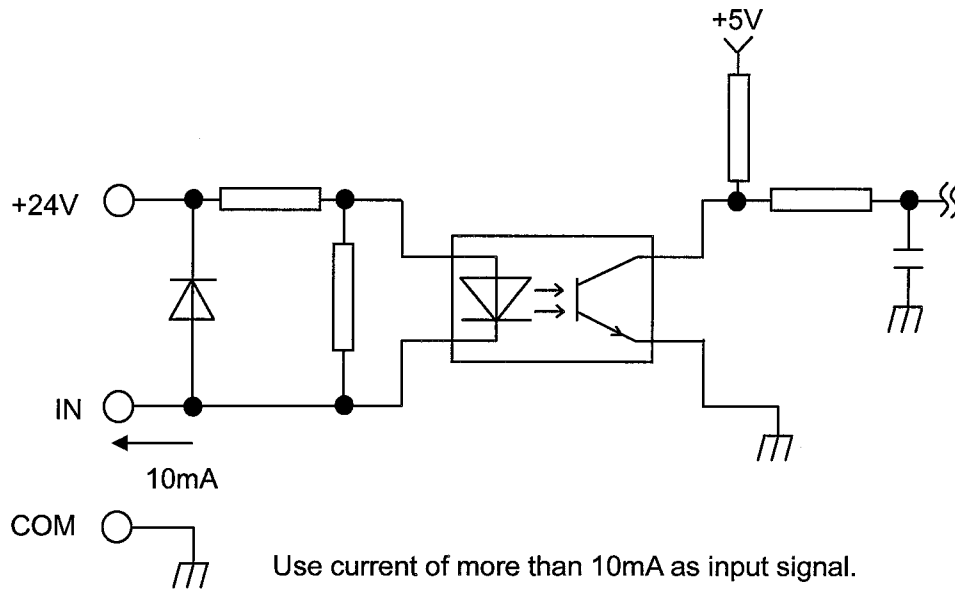 +5V
+24V
IN
10mA
COM
Use current of more than 10mA as input signal.